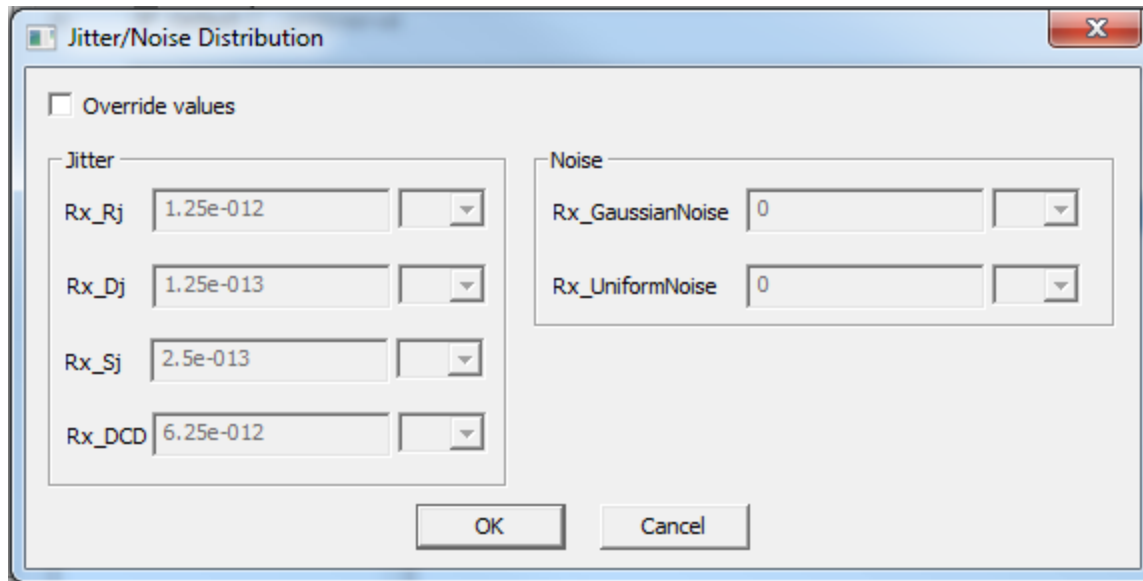 Jitter/Noise Distribution
Override values
Jitter
Rx_Rj 1.25e-012
Rx_Dj 1.25e-013
Rx_Sj 2.5e-013
Rx_DCD 6.25e-012
Noise
Rx_GaussianNoise 0
Rx_UniformNoise 0
OK Cancel